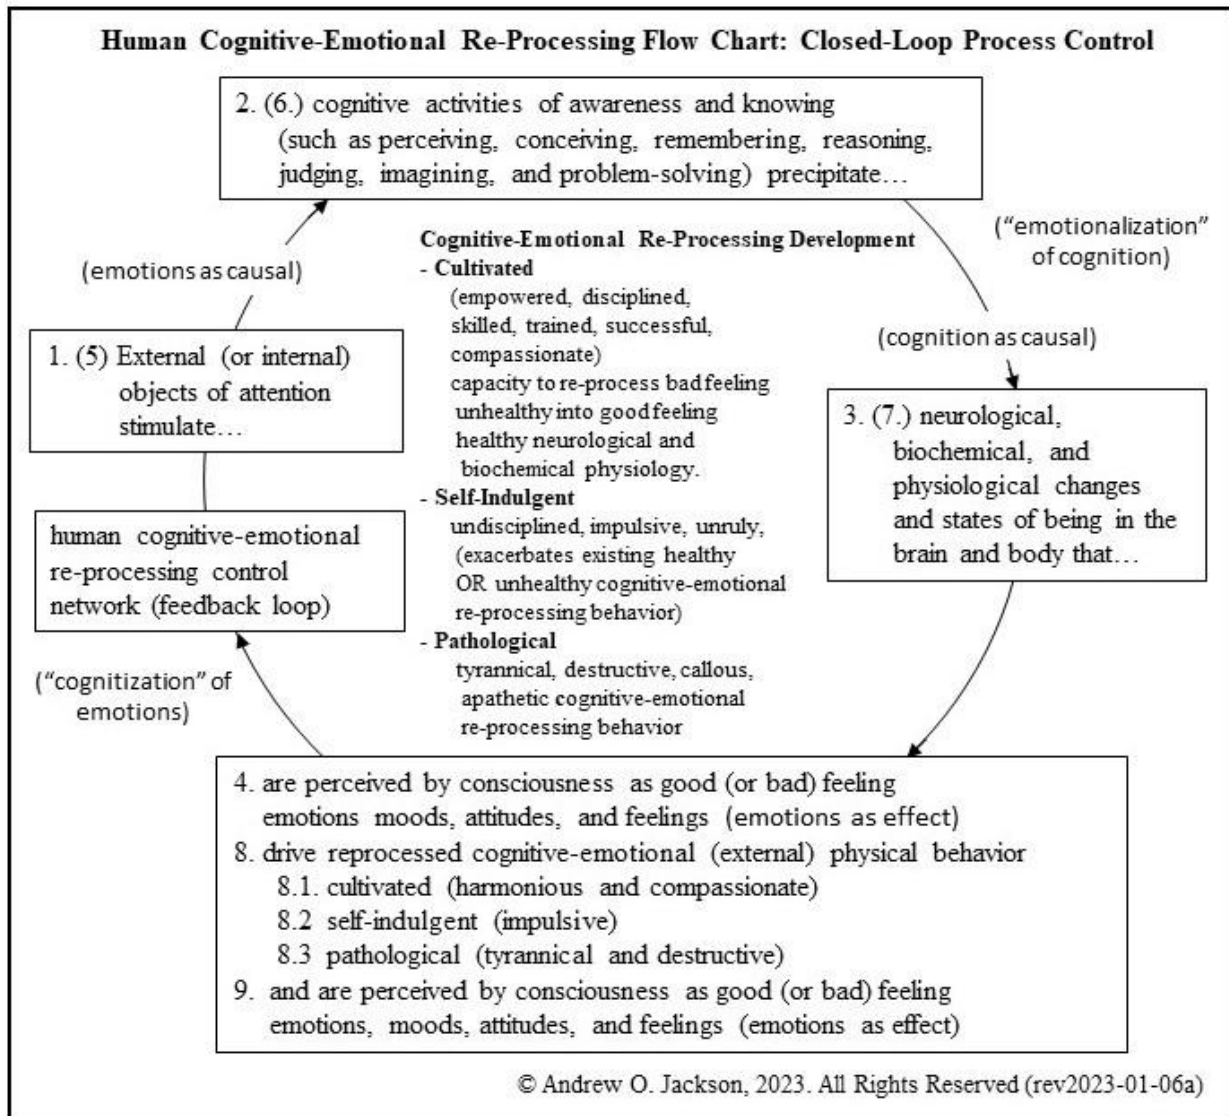 Human Cognitive-Emotional Re-Processing Flow Chart: Closed-Loop Process Control
2. (6.) cognitive activities of awareness and knowing
(such as perceiving, conceiving, remembering, reasoning,
judging, imagining, and problem-solving) precipitate…
(“emotionalization”
of cognition)
(emotions as causal)
(cognition as causal)
1. (5) External (or internal)
objects of attention
stimulate…
Cognitive-Emotional Re-Processing Development
- Cultivated
(empowered, disciplined,
skilled, trained, successful,
compassionate)
capacity to re-process bad feeling
unhealthy into good feeling
healthy neurological and
biochemical physiology.
- Self-Indulgent
undisciplined, impulsive, unruly,
(exacerbates existing healthy
OR unhealthy cognitive-emotional
re-processing behavior)
- Pathological
tyrannical, destructive, callous,
apathetic cognitive-emotional
re-processing behavior
3. (7.) neurological,
biochemical, and
physiological changes
and states of being in the
brain and body that…
human cognitive-emotional
re-processing control
network (feedback loop)
(“cognitization” of
emotions)
4. are perceived by consciousness as good (or bad) feeling
emotions moods, attitudes, and feelings (emotions as effect)
8. drive reprocessed cognitive-emotional (external) physical behavior
8.1. cultivated (harmonious and compassionate)
8.2 self-indulgent (impulsive)
8.3 pathological (tyrannical and destructive)
9. and are perceived by consciousness as good (or bad) feeling
emotions, moods, attitudes, and feelings (emotions as effect)
© Andrew O. Jackson, 2023. All Rights Reserved (rev2023-01-06a)